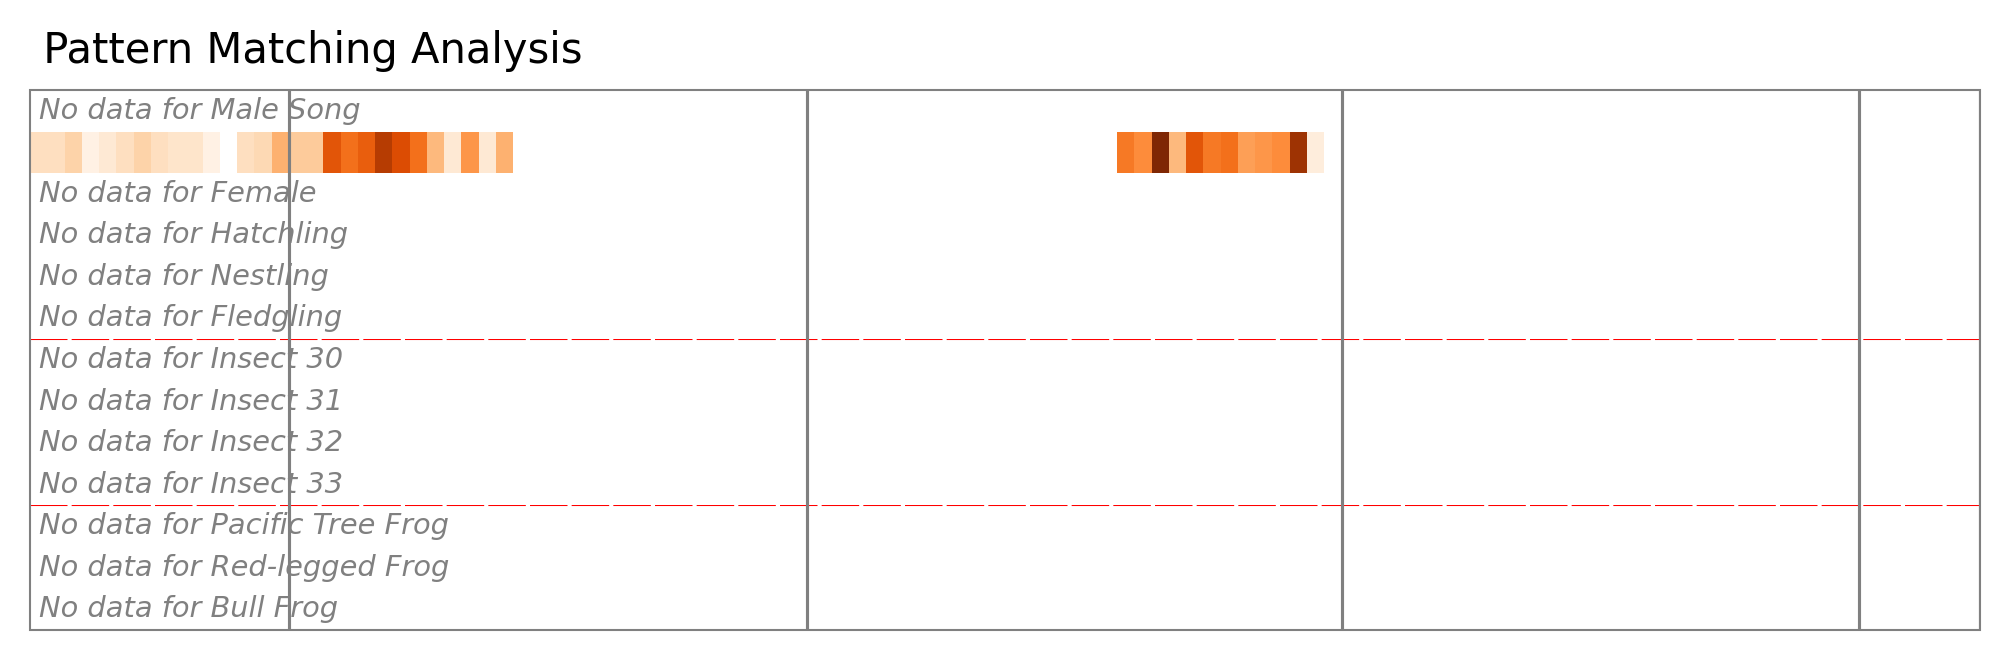 Pattern Matching Analysis
No data for Male Song
No data for Female
No data for Hatchling
No data for Nestling
No data for Fledgling
No data for Insect 30
No data for Insect 31
No data for Insect 32
No data for Insect 33
No data for Pacific Tree Frog
No data for Red-legged Frog
No data for Bull Frog